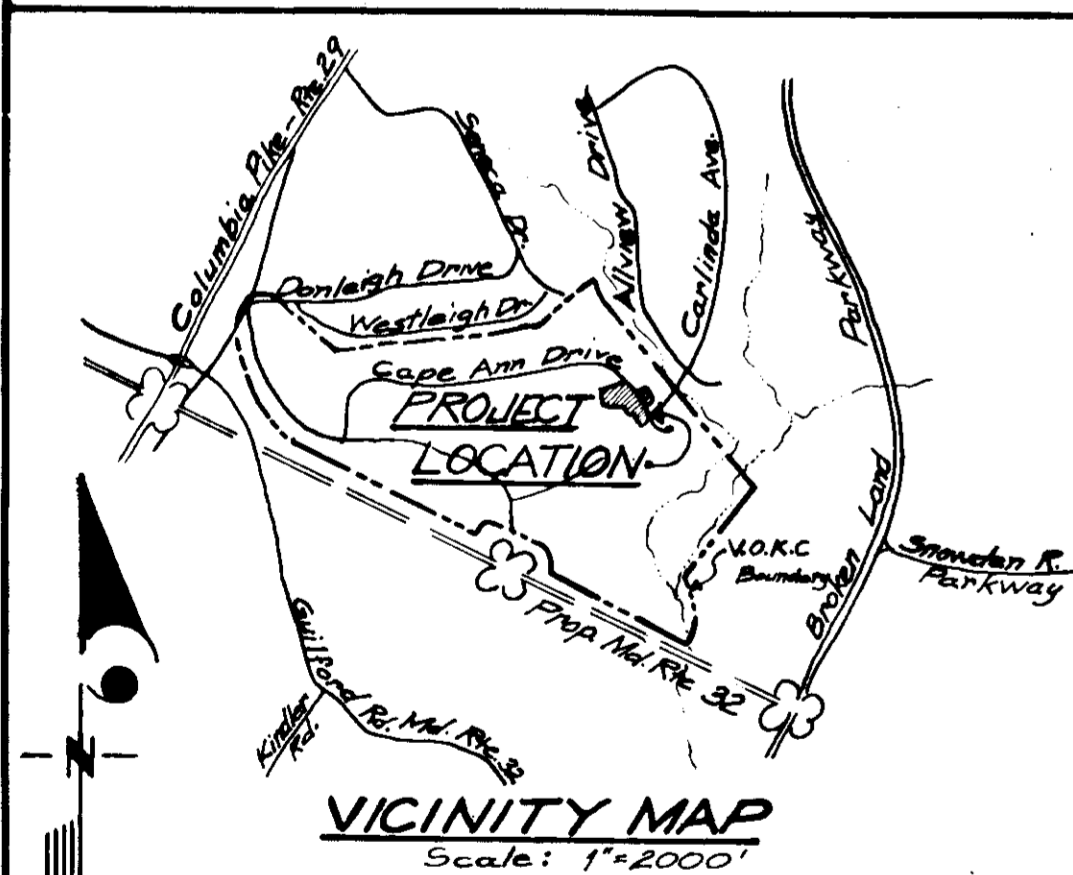 Columbia Pike - Rte. 29
Seneca Dr.
Allview Drive
Carlinda Ave.
Broken Land Parkway
Donleigh Drive
Westleigh Dr.
Cape Ann Drive
PROJECT
LOCATION
V.O.K.C
Boundary
Snowden R.
Parkway
Prop. Md. Rte 32
Guilford Rd. Md. Rte. 32
Kindler
Rd.
N
VICINITY MAP
Scale: 1"=2000'